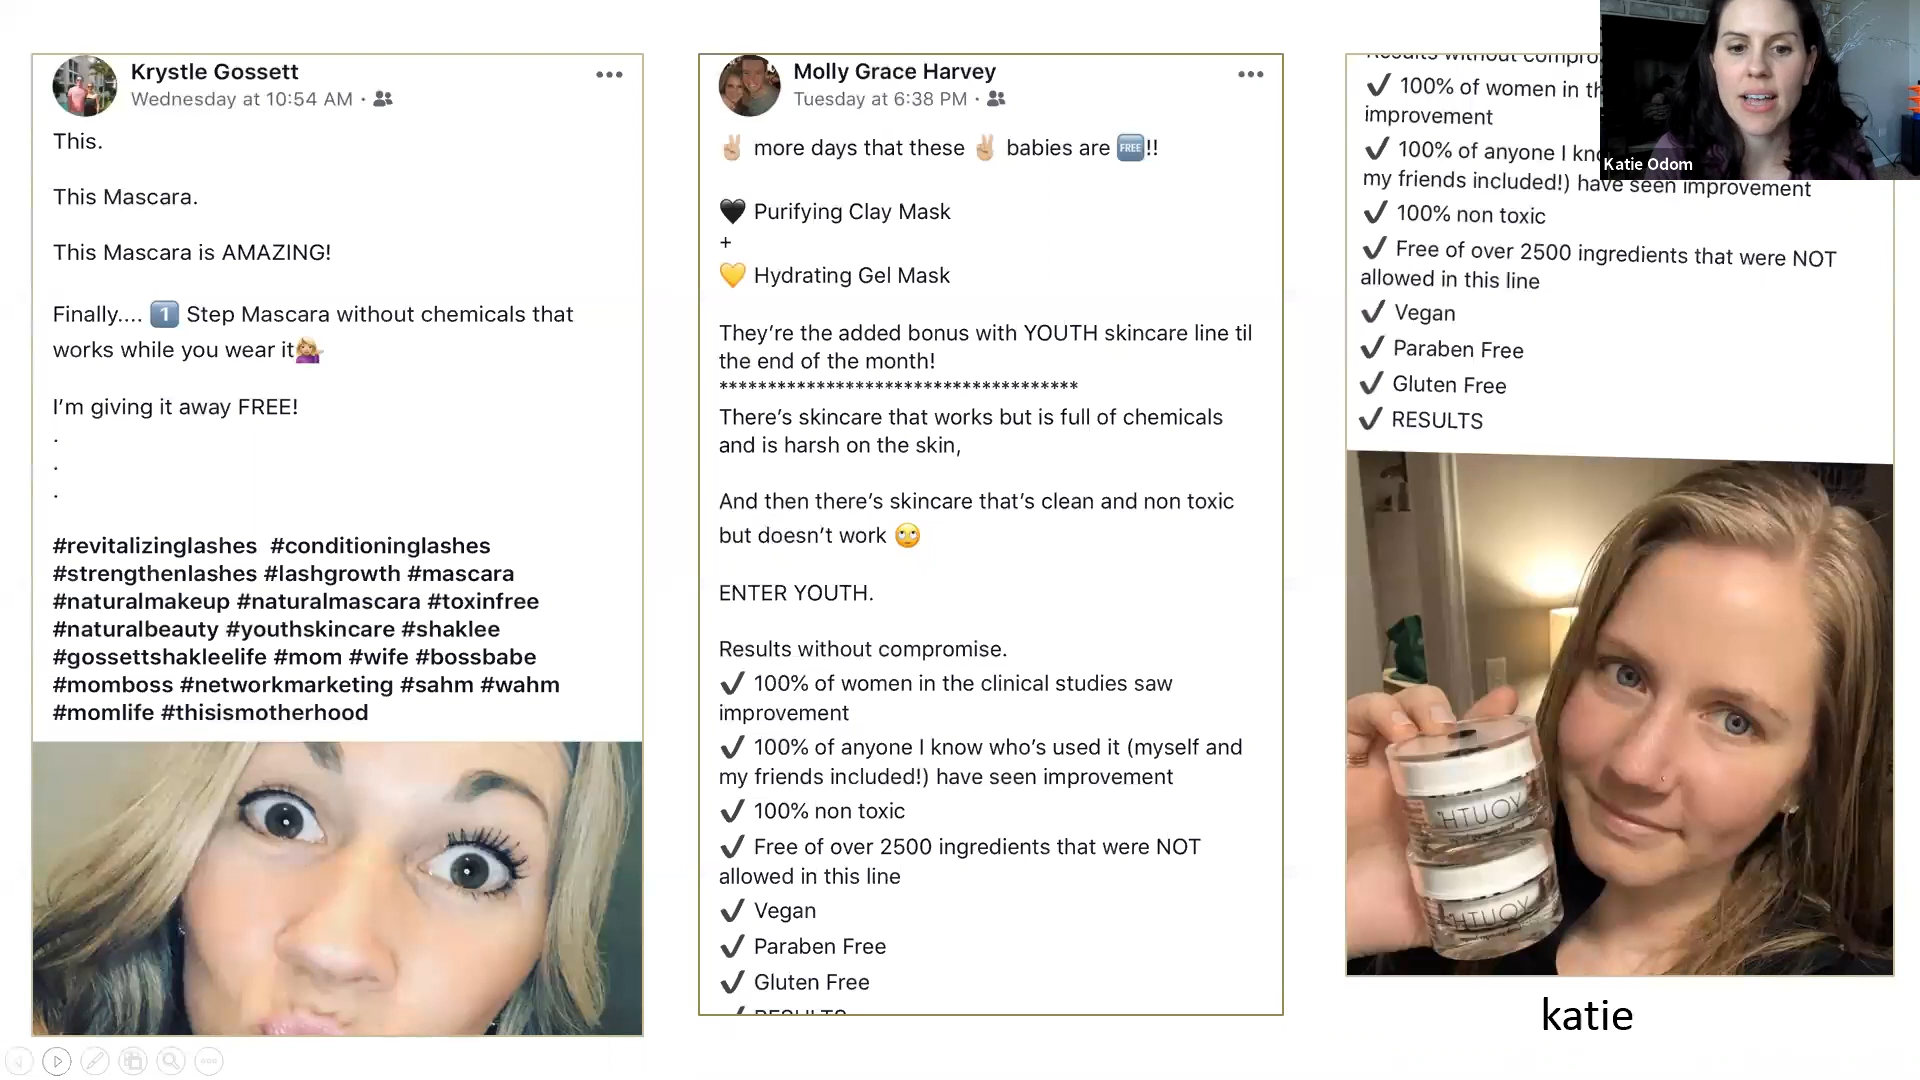 Krystle Gossett
Wednesday at 10:54 AM ·
This.
This Mascara.
This Mascara is AMAZING!
Finally.... 1 Step Mascara without chemicals that
works while you wear it
I'm giving it away FREE!
.
.
.
#revitalizinglashes #conditioninglashes
#strengthenlashes #lashgrowth #mascara
#naturalmakeup #naturalmascara #toxinfree
#naturalbeauty #youthskincare #shaklee
#gossettshakleelife #mom #wife #bossbabe
#momboss #networkmarketing #sahm #wahm
#momlife #thisismotherhood
Molly Grace Harvey
Tuesday at 6:38 PM ·
✌🏼 more days that these ✌🏼 babies are FREE!!
🖤 Purifying Clay Mask
+
💛 Hydrating Gel Mask
They're the added bonus with YOUTH skincare line til
the end of the month!
*************************************
There's skincare that works but is full of chemicals
and is harsh on the skin,
And then there's skincare that's clean and non toxic
but doesn't work 🙄
ENTER YOUTH.
Results without compromise.
✔ 100% of women in the clinical studies saw
improvement
✔ 100% of anyone I know who's used it (myself and
my friends included!) have seen improvement
✔ 100% non toxic
✔ Free of over 2500 ingredients that were NOT
allowed in this line
✔ Vegan
✔ Paraben Free
✔ Gluten Free
✔ RESULTS
Results without
✔ 100% of women in
improvement
✔ 100% of anyone I
my friends included!) have seen improvement
✔ 100% non toxic
✔ Free of over 2500 ingredients that were NOT
allowed in this line
✔ Vegan
✔ Paraben Free
✔ Gluten Free
✔ RESULTS
YOUTH
YOUTH
katie
Katie Odom